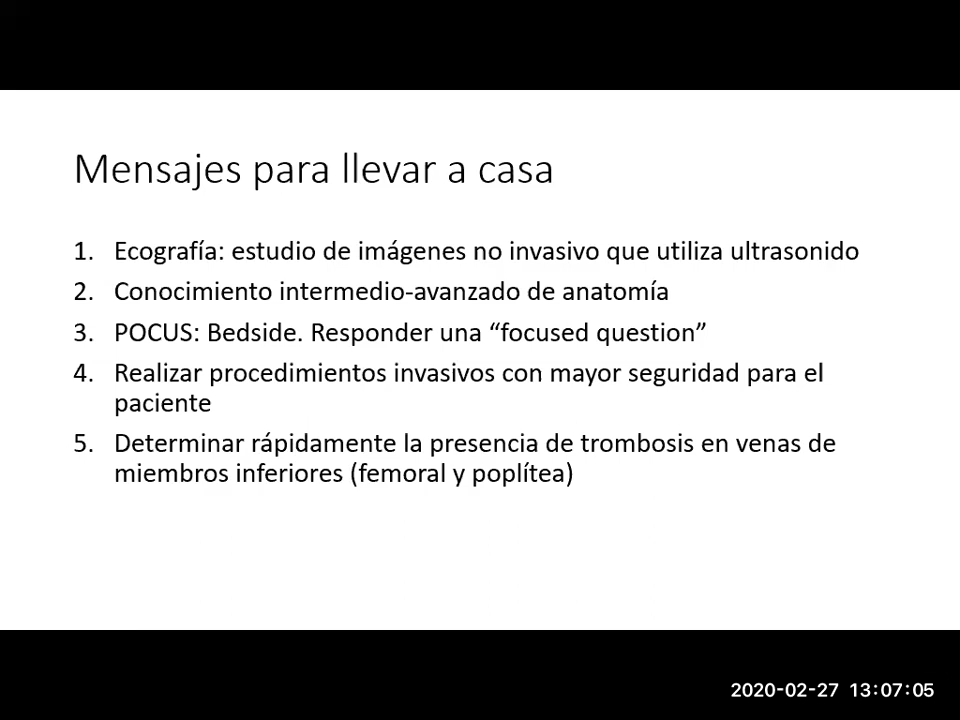 Mensajes para llevar a casa
1. Ecografía: estudio de imágenes no invasivo que utiliza ultrasonido
2. Conocimiento intermedio-avanzado de anatomía
3. POCUS: Bedside. Responder una “focused question”
4. Realizar procedimientos invasivos con mayor seguridad para el
paciente
5. Determinar rápidamente la presencia de trombosis en venas de
miembros inferiores (femoral y poplítea)
2020-02-27 13:07:05